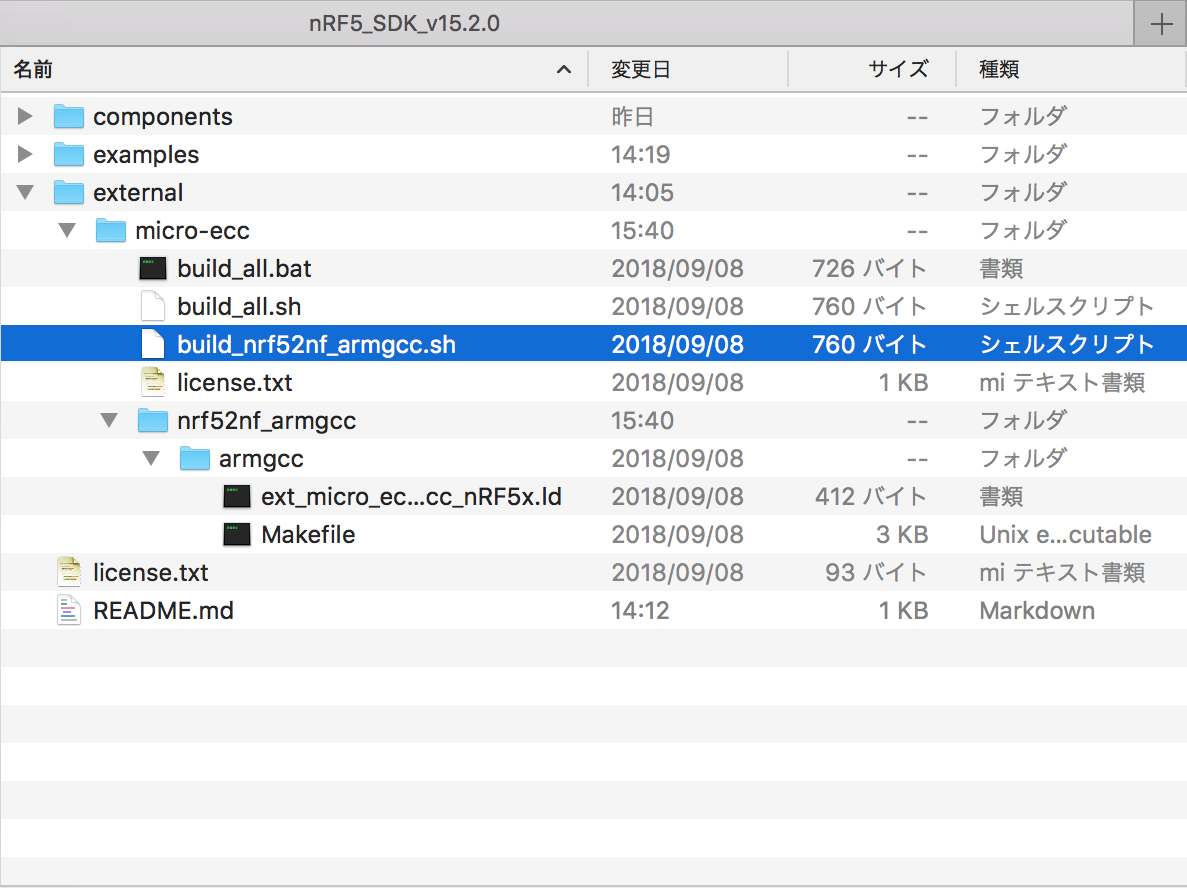 nRF5_SDK_v15.2.0
名前 変更日 サイズ 種類
components 昨日 -- フォルダ
examples 14:19 -- フォルダ
external 14:05 -- フォルダ
micro-ecc 15:40 -- フォルダ
build_all.bat 2018/09/08 726 バイト 書類
build_all.sh 2018/09/08 760 バイト シェルスクリプト
build_nrf52nf_armgcc.sh 2018/09/08 760 バイト シェルスクリプト
license.txt 2018/09/08 1 KB mi テキスト書類
nrf52nf_armgcc 15:40 -- フォルダ
armgcc 2018/09/08 -- フォルダ
ext_micro_ec...cc_nRF5x.ld 2018/09/08 412 バイト 書類
Makefile 2018/09/08 3 KB Unix e...cutable
license.txt 2018/09/08 93 バイト mi テキスト書類
README.md 14:12 1 KB Markdown